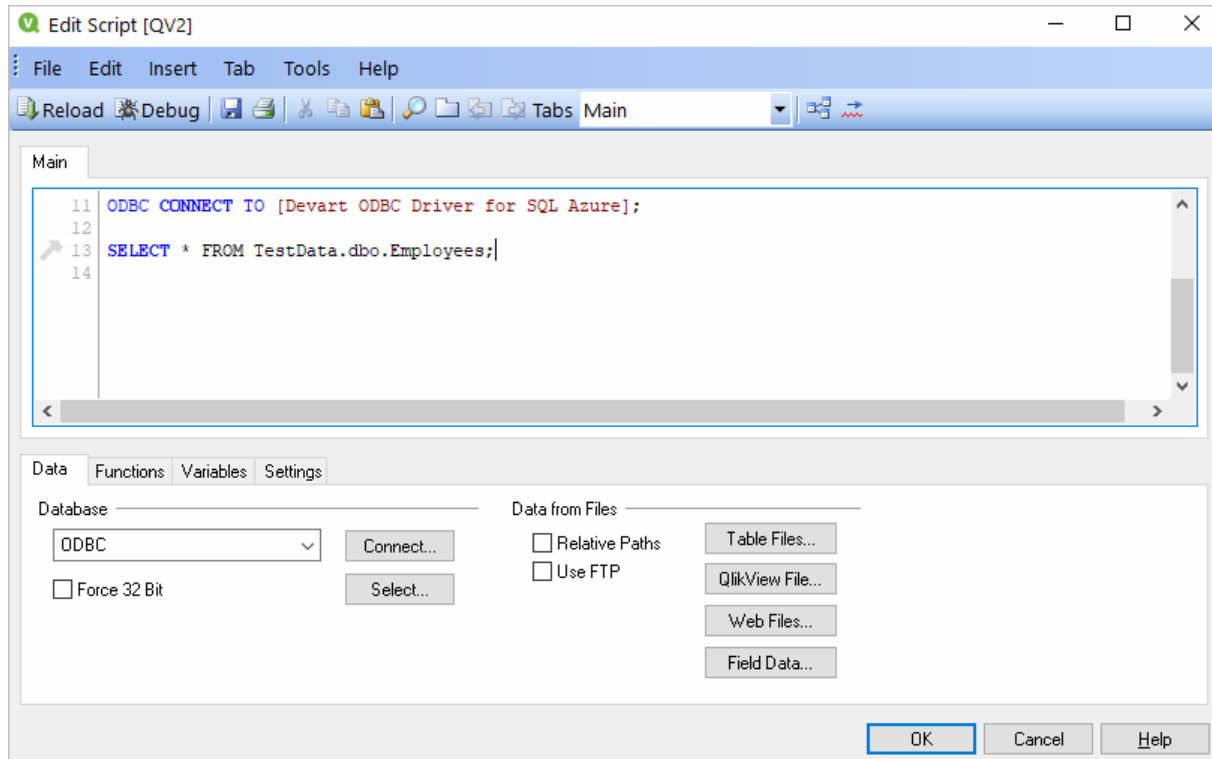 Edit Script [QV2]
File Edit Insert Tab Tools Help
Reload Debug Tabs Main
Main
11 ODBC CONNECT TO [Devart ODBC Driver for SQL Azure];
12
13 SELECT * FROM TestData.dbo.Employees;
14
Data Functions Variables Settings
Database Data from Files
ODBC Connect... Relative Paths Table Files...
Force 32 Bit Select... Use FTP QlikView File...
Web Files...
Field Data...
OK Cancel Help